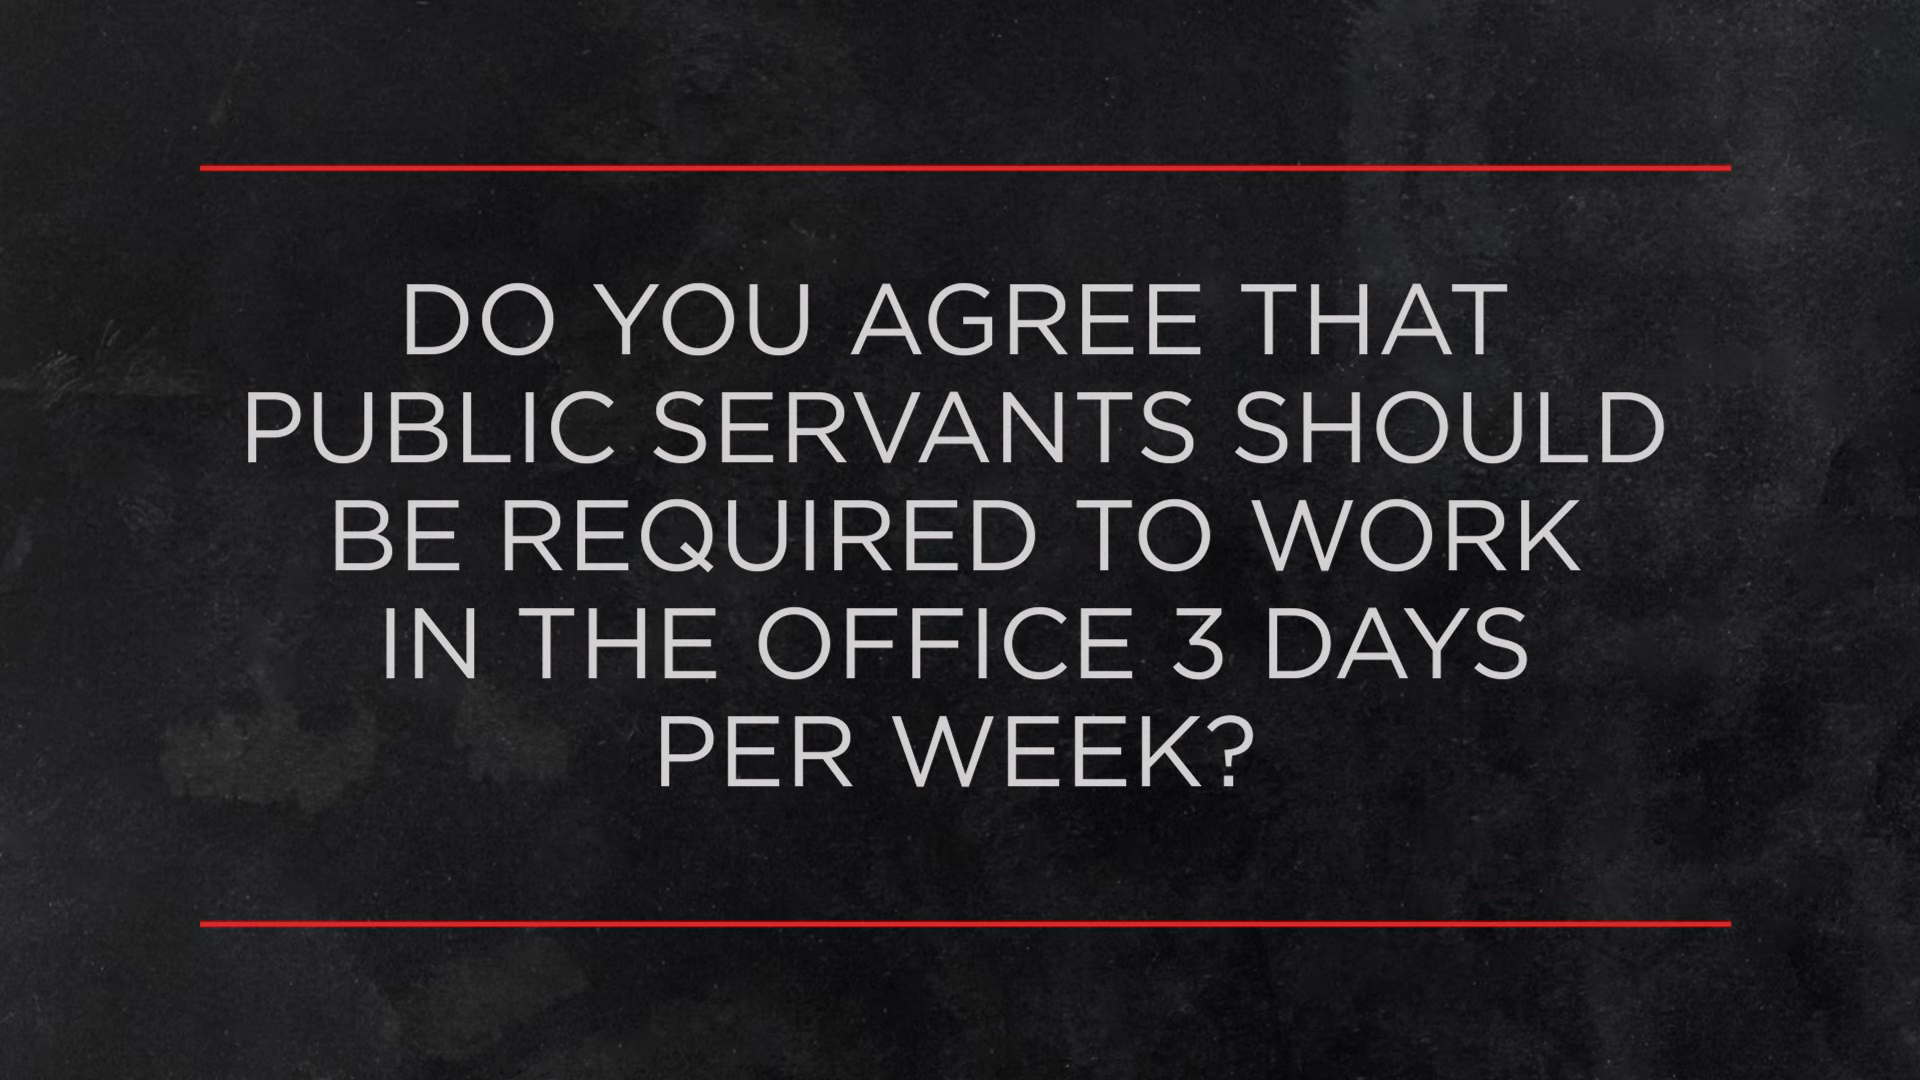 DO YOU AGREE THAT
PUBLIC SERVANTS SHOULD
BE REQUIRED TO WORK
IN THE OFFICE 3 DAYS
PER WEEK?